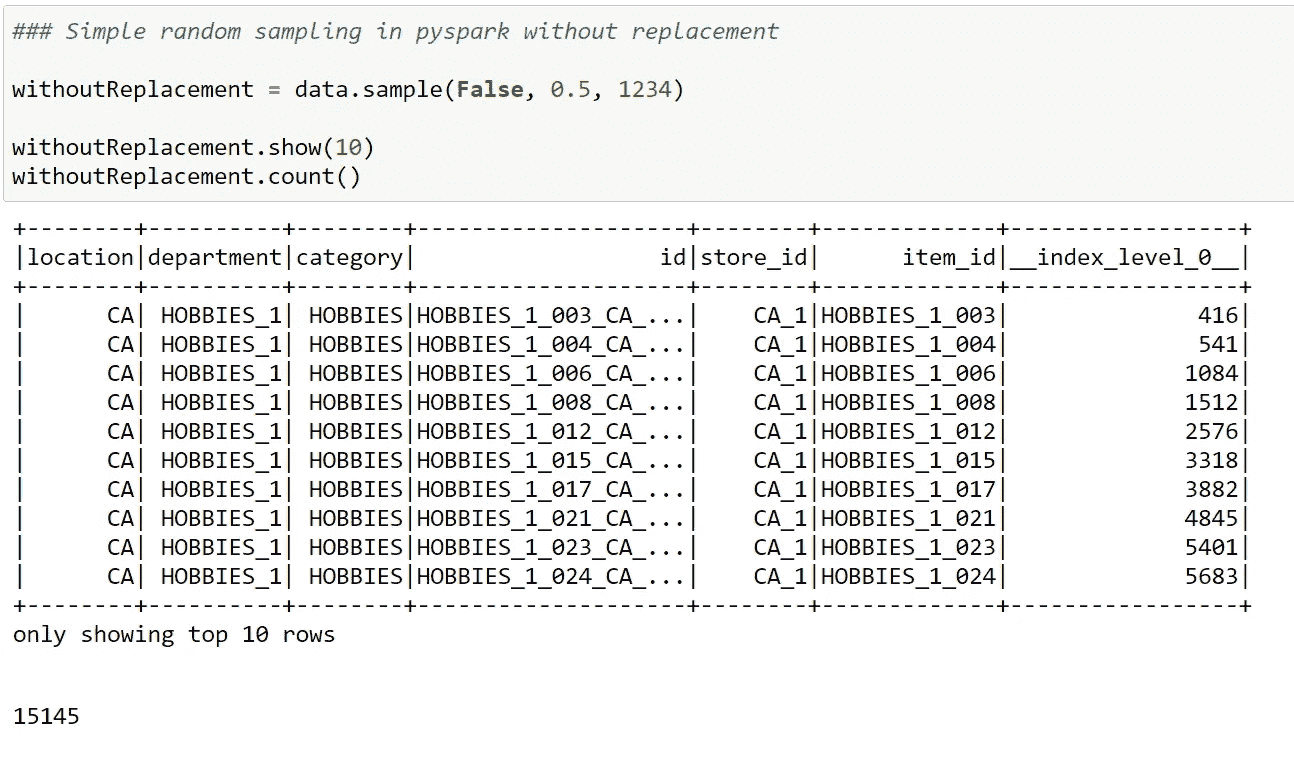 ### Simple random sampling in pyspark without replacement
withoutReplacement = data.sample(False, 0.5, 1234)
withoutReplacement.show(10)
withoutReplacement.count()
+--------+----------+--------+--------------------+--------+-------------+-----------------+
|location|department|category|                  id|store_id|      item_id|__index_level_0__|
+--------+----------+--------+--------------------+--------+-------------+-----------------+
|      CA| HOBBIES_1| HOBBIES|HOBBIES_1_003_CA_...|    CA_1|HOBBIES_1_003|              416|
|      CA| HOBBIES_1| HOBBIES|HOBBIES_1_004_CA_...|    CA_1|HOBBIES_1_004|              541|
|      CA| HOBBIES_1| HOBBIES|HOBBIES_1_006_CA_...|    CA_1|HOBBIES_1_006|             1084|
|      CA| HOBBIES_1| HOBBIES|HOBBIES_1_008_CA_...|    CA_1|HOBBIES_1_008|             1512|
|      CA| HOBBIES_1| HOBBIES|HOBBIES_1_012_CA_...|    CA_1|HOBBIES_1_012|             2576|
|      CA| HOBBIES_1| HOBBIES|HOBBIES_1_015_CA_...|    CA_1|HOBBIES_1_015|             3318|
|      CA| HOBBIES_1| HOBBIES|HOBBIES_1_017_CA_...|    CA_1|HOBBIES_1_017|             3882|
|      CA| HOBBIES_1| HOBBIES|HOBBIES_1_021_CA_...|    CA_1|HOBBIES_1_021|             4845|
|      CA| HOBBIES_1| HOBBIES|HOBBIES_1_023_CA_...|    CA_1|HOBBIES_1_023|             5401|
|      CA| HOBBIES_1| HOBBIES|HOBBIES_1_024_CA_...|    CA_1|HOBBIES_1_024|             5683|
+--------+----------+--------+--------------------+--------+-------------+-----------------+
only showing top 10 rows
15145